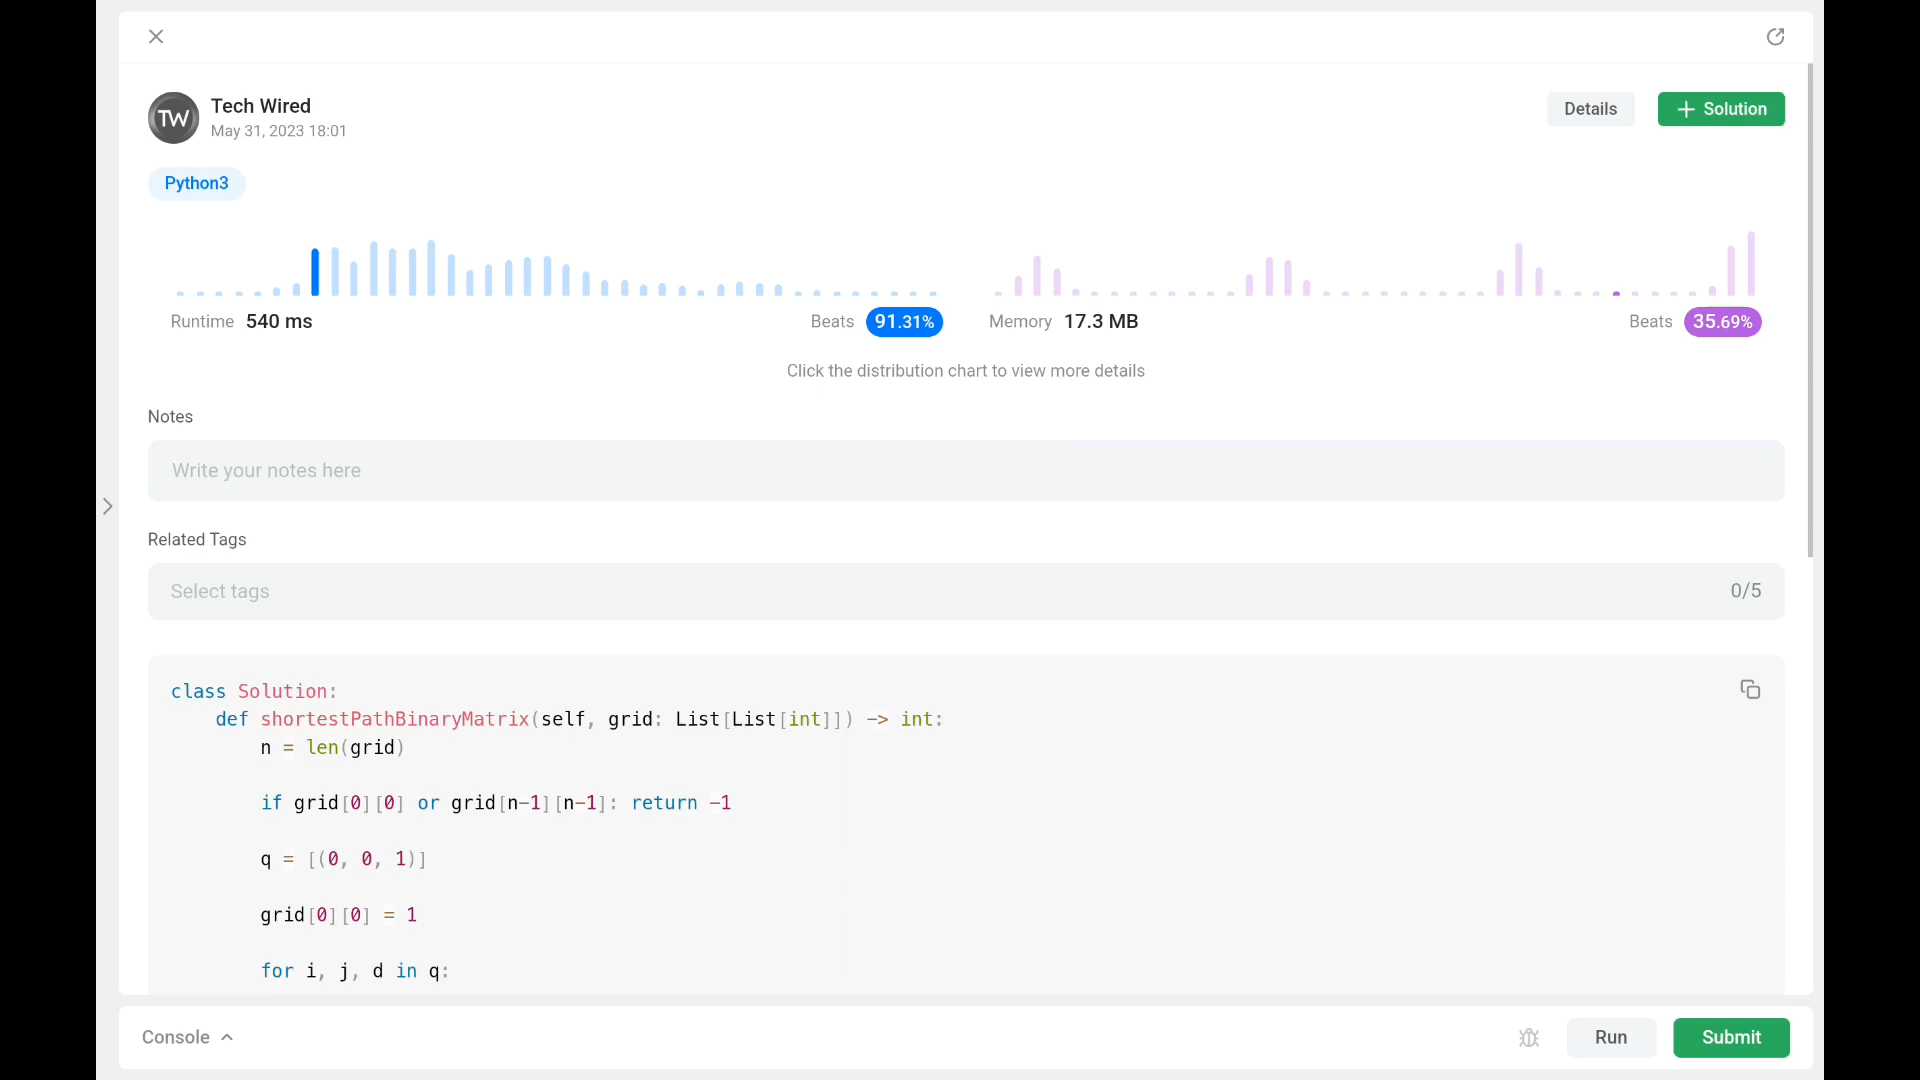 TW
Tech Wired
May 31, 2023 18:01
Details
Solution
Python3
Runtime 540 ms
Beats 91.31%
Memory 17.3 MB
Beats 35.69%
Click the distribution chart to view more details
Notes
Write your notes here
Related Tags
Select tags 0/5
class Solution:
    def shortestPathBinaryMatrix(self, grid: List[List[int]]) -> int:
        n = len(grid)
        if grid[0][0] or grid[n-1][n-1]: return -1
        q = [(0, 0, 1)]
        grid[0][0] = 1
        for i, j, d in q:
Console Run Submit